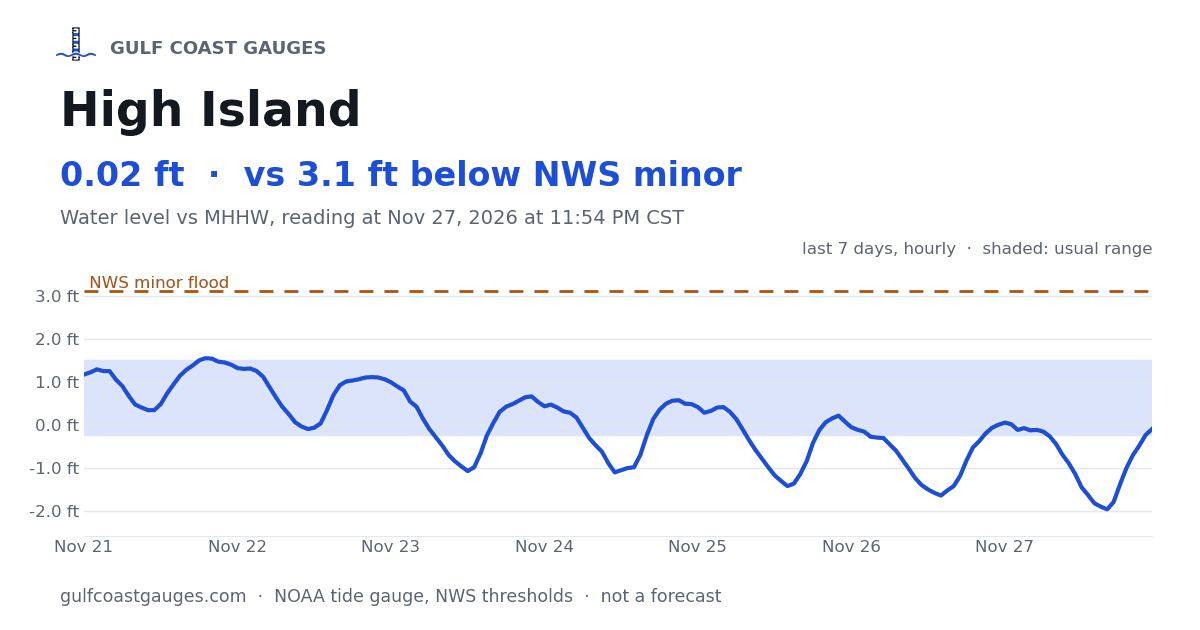 GULF COAST GAUGES
High Island
0.02 ft · vs 3.1 ft below NWS minor
Water level vs MHHW, reading at Nov 27, 2026 at 11:54 PM CST
last 7 days, hourly · shaded: usual range
NWS minor flood
3.0 ft
2.0 ft
1.0 ft
0.0 ft
-1.0 ft
-2.0 ft
Nov 21 Nov 22 Nov 23 Nov 24 Nov 25 Nov 26 Nov 27
gulfcoastgauges.com · NOAA tide gauge, NWS thresholds · not a forecast